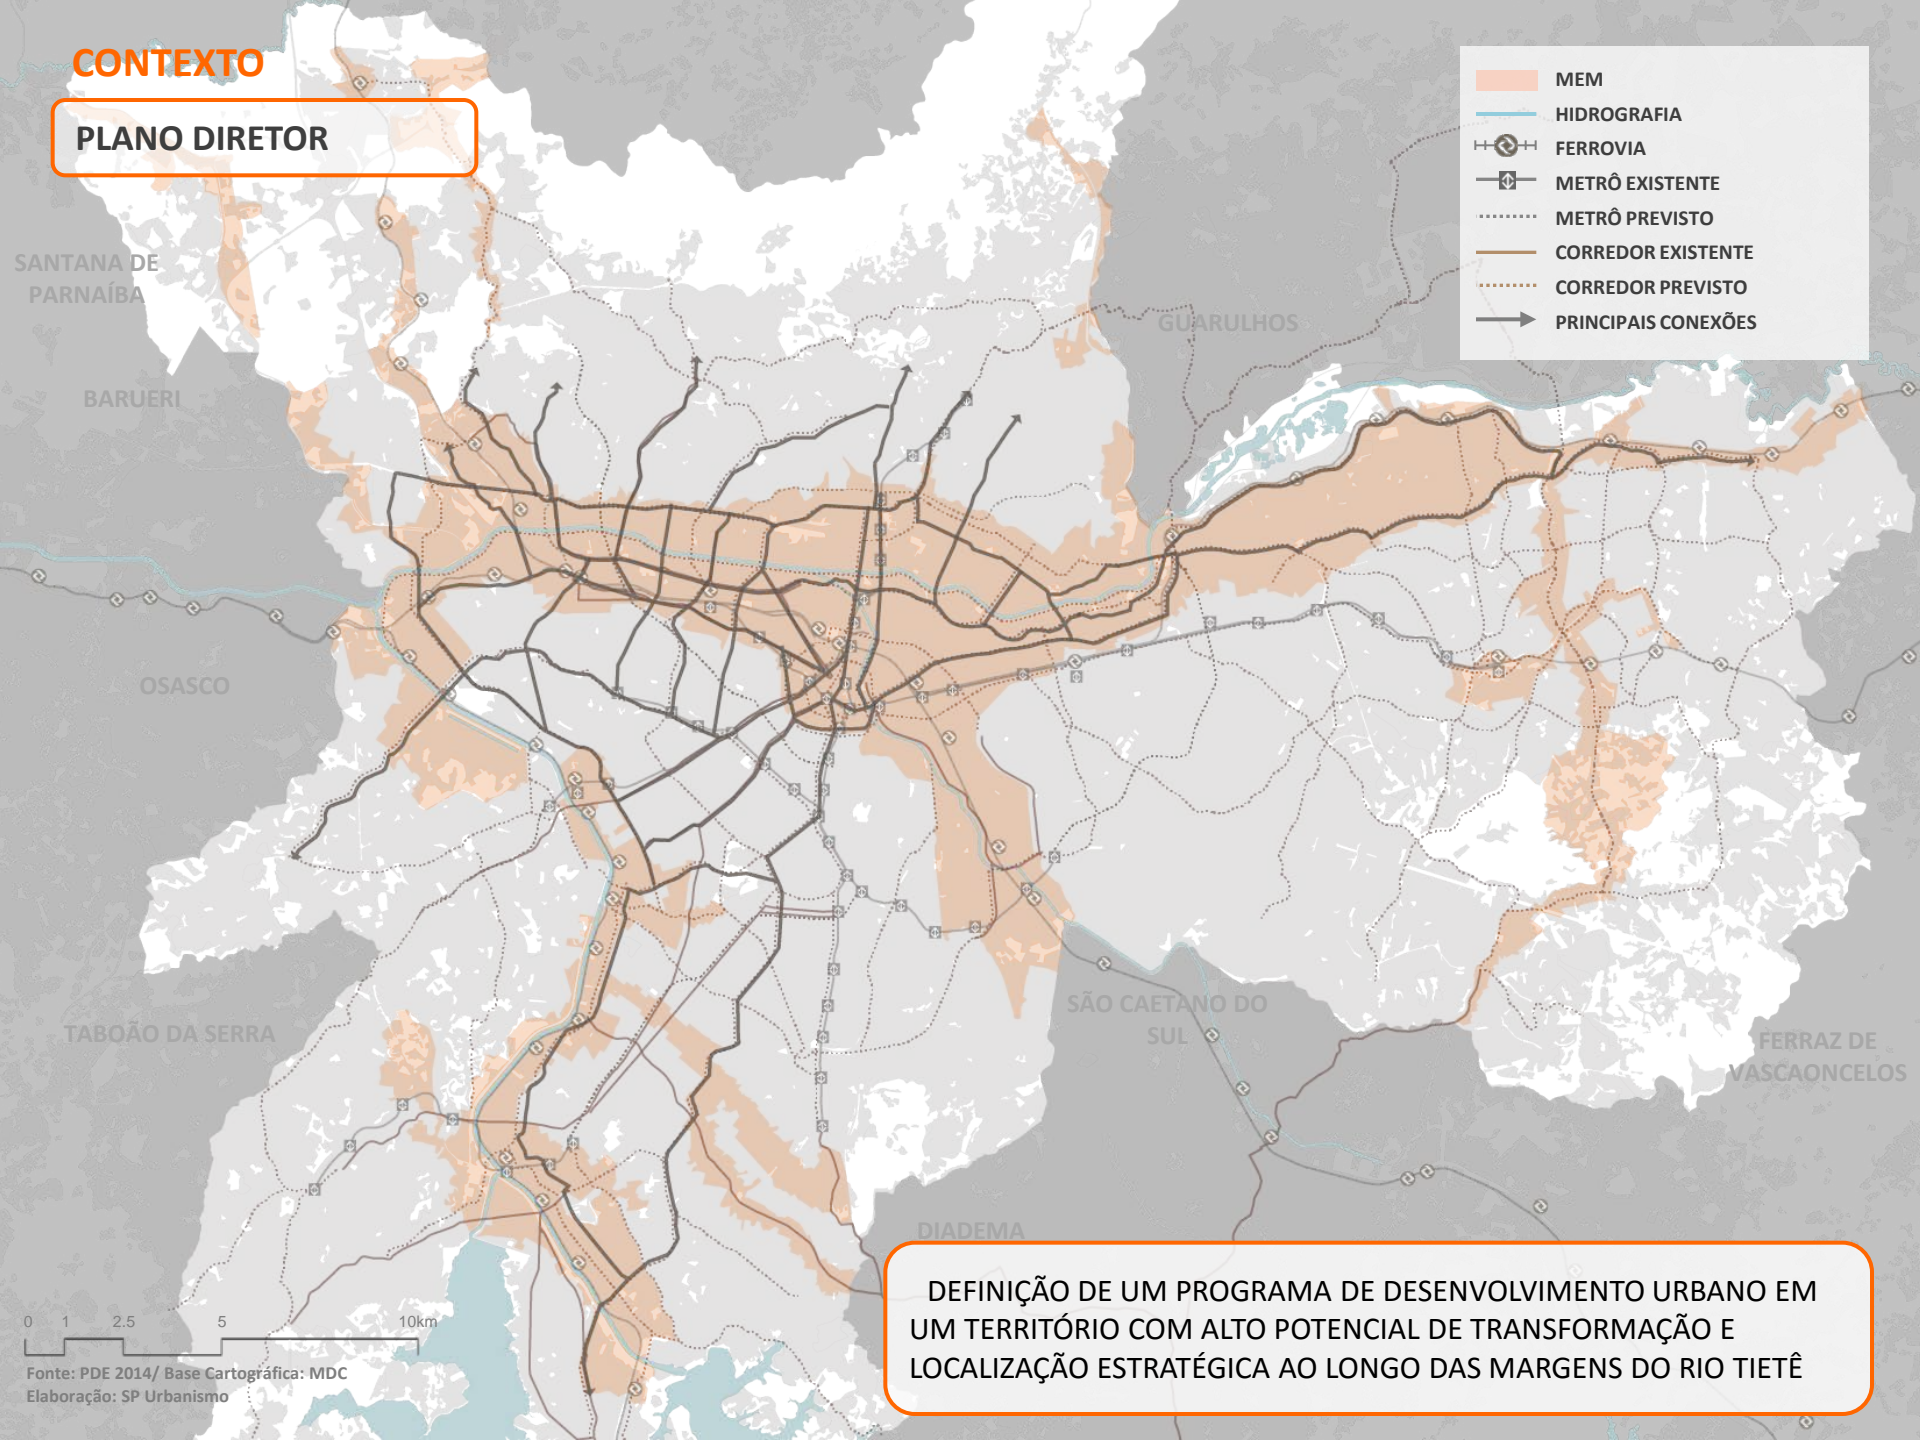 CONTEXTO
PLANO DIRETOR
MEM
HIDROGRAFIA
FERROVIA
METRÔ EXISTENTE
METRÔ PREVISTO
CORREDOR EXISTENTE
CORREDOR PREVISTO
PRINCIPAIS CONEXÕES
SANTANA DE
PARNAÍBA
GUARULHOS
BARUERI
OSASCO
TABOÃO DA SERRA
SÃO CAETANO DO
SUL
FERRAZ DE
VASCAONCELOS
DIADEMA
DEFINIÇÃO DE UM PROGRAMA DE DESENVOLVIMENTO URBANO EM
UM TERRITÓRIO COM ALTO POTENCIAL DE TRANSFORMAÇÃO E
LOCALIZAÇÃO ESTRATÉGICA AO LONGO DAS MARGENS DO RIO TIETÊ
0 1 2.5 5 10km
Fonte: PDE 2014/ Base Cartográfica: MDC
Elaboração: SP Urbanismo